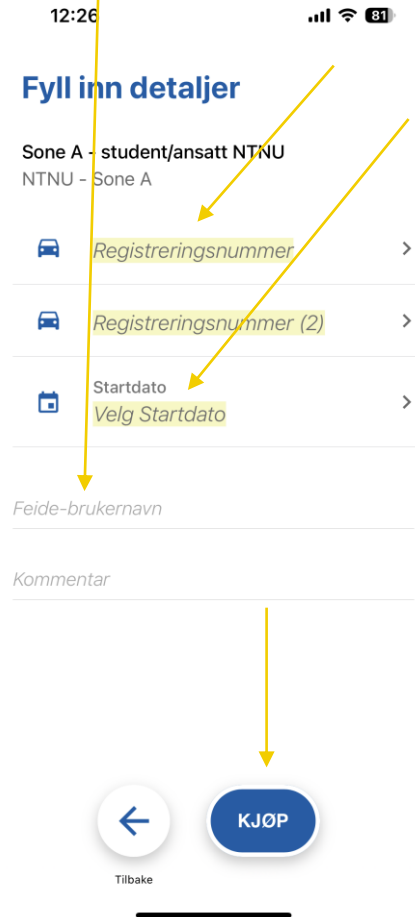 12:26
81
Fyll inn detaljer
Sone A - student/ansatt NTNU
NTNU - Sone A
Registreringsnummer
Registreringsnummer (2)
Startdato
Velg Startdato
Feide-brukernavn
Kommentar
KJØP
Tilbake